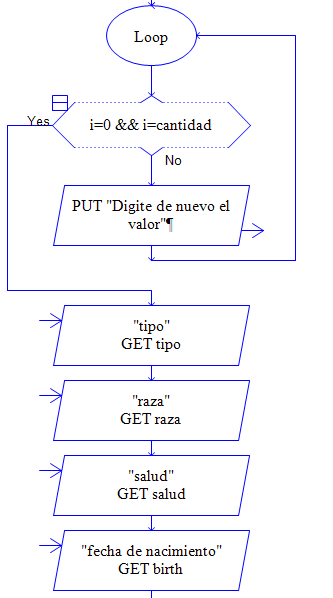 Loop
Yes
i=0 && i=cantidad
No
PUT "Digite de nuevo el
valor"¶
"tipo"
GET tipo
"raza"
GET raza
"salud"
GET salud
"fecha de nacimiento"
GET birth